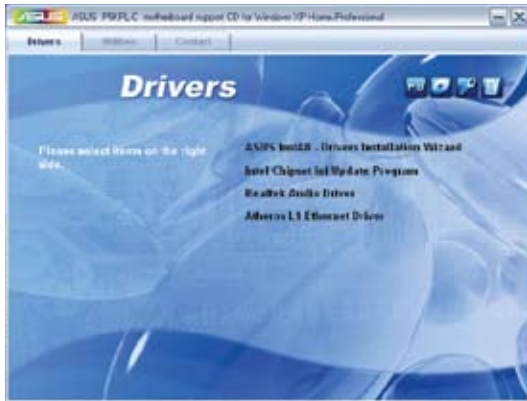 ASUS P5KPL-C motherboard support CD for Windows XP Home/Professional
Drivers Utilities Contact
Drivers
Please select items on the right
side.
ASUS InstAll - Drivers Installation Wizard
Intel Chipset Inf Update Program
Realtek Audio Driver
Atheros L1 Ethernet Driver